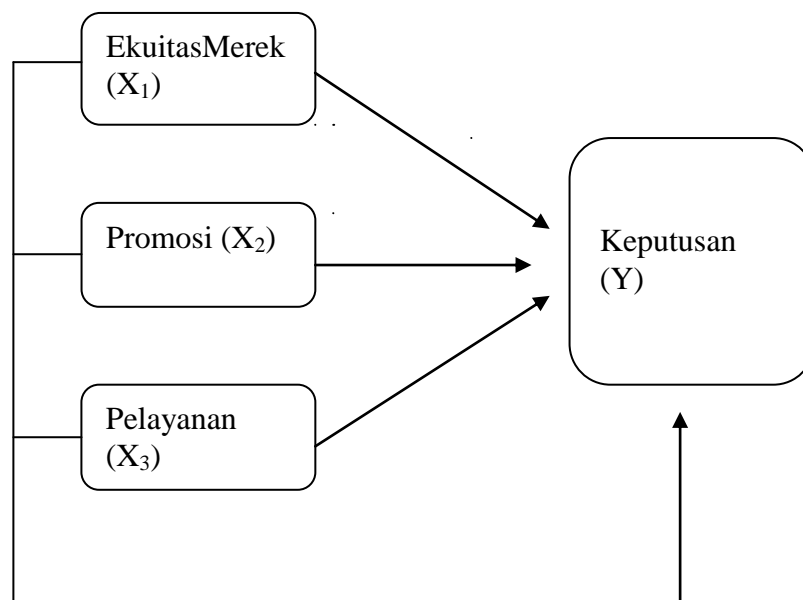 EkuitasMerek
(X₁)
Promosi (X₂)
Keputusan
(Y)
Pelayanan
(X₃)